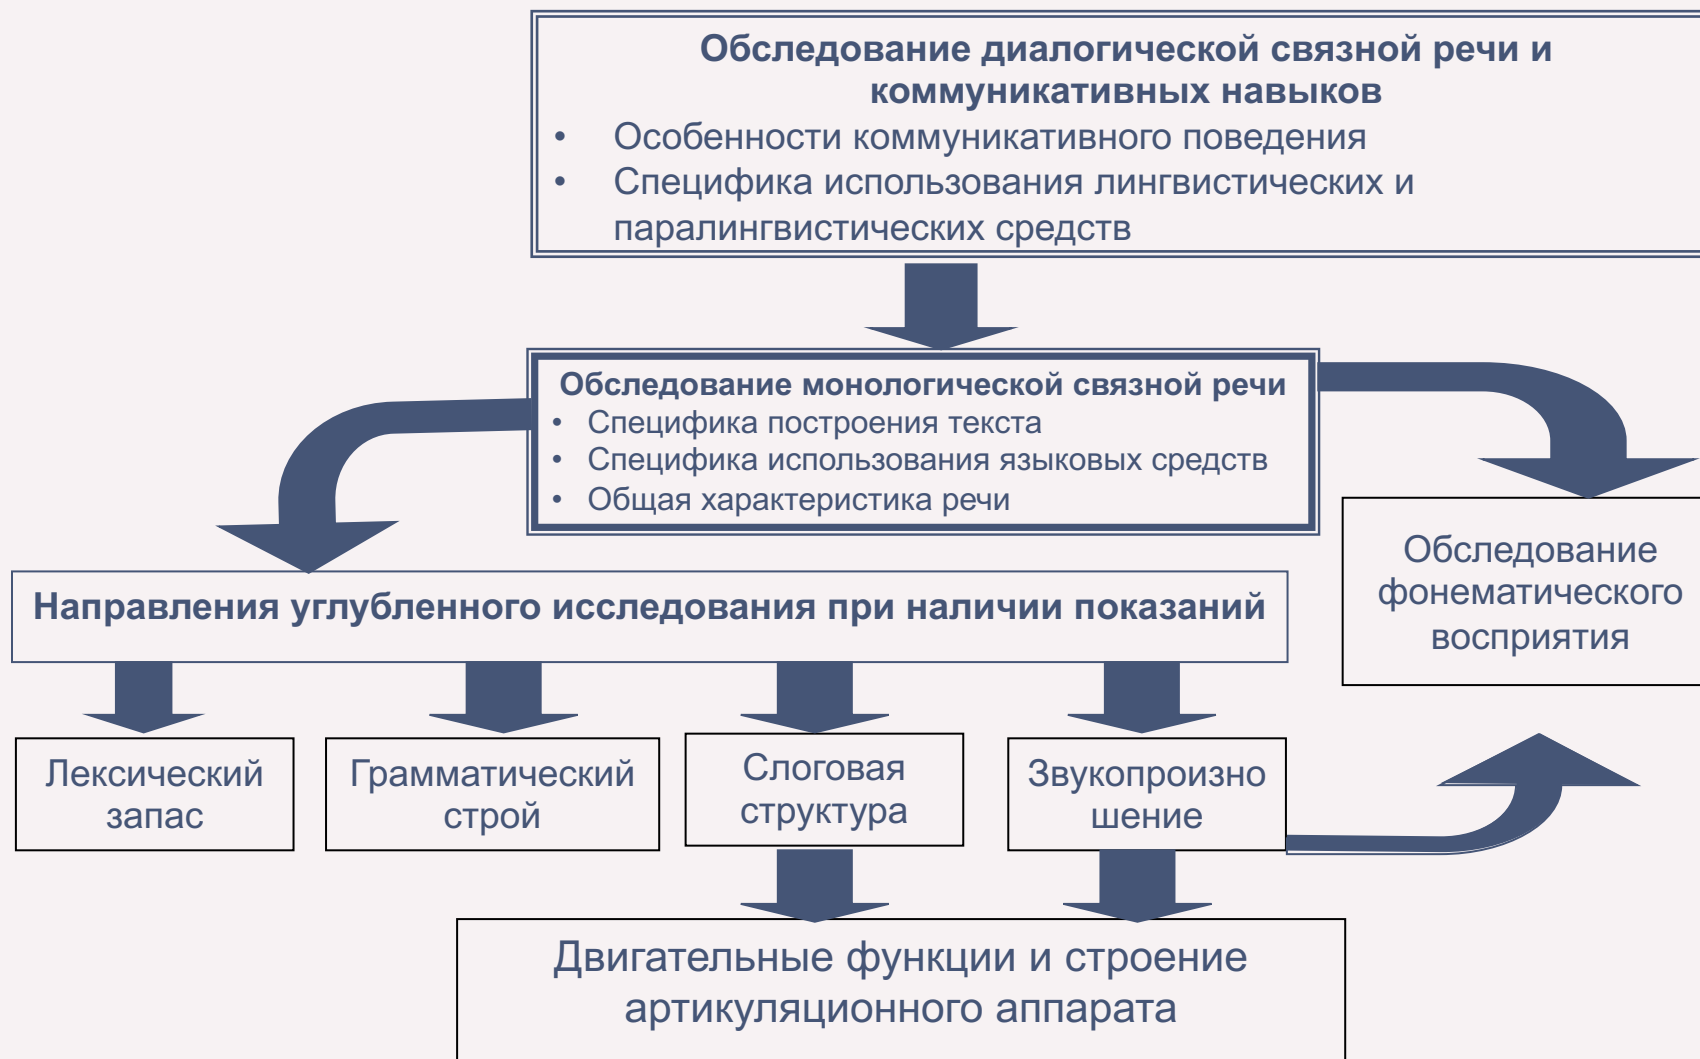 Обследование диалогической связной речи и
коммуникативных навыков
• Особенности коммуникативного поведения
• Специфика использования лингвистических и
паралингвистических средств
Обследование монологической связной речи
• Специфика построения текста
• Специфика использования языковых средств
• Общая характеристика речи
Обследование
фонематического
восприятия
Направления углубленного исследования при наличии показаний
Лексический
запас
Грамматический
строй
Слоговая
структура
Звукопроизно
шение
Двигательные функции и строение
артикуляционного аппарата